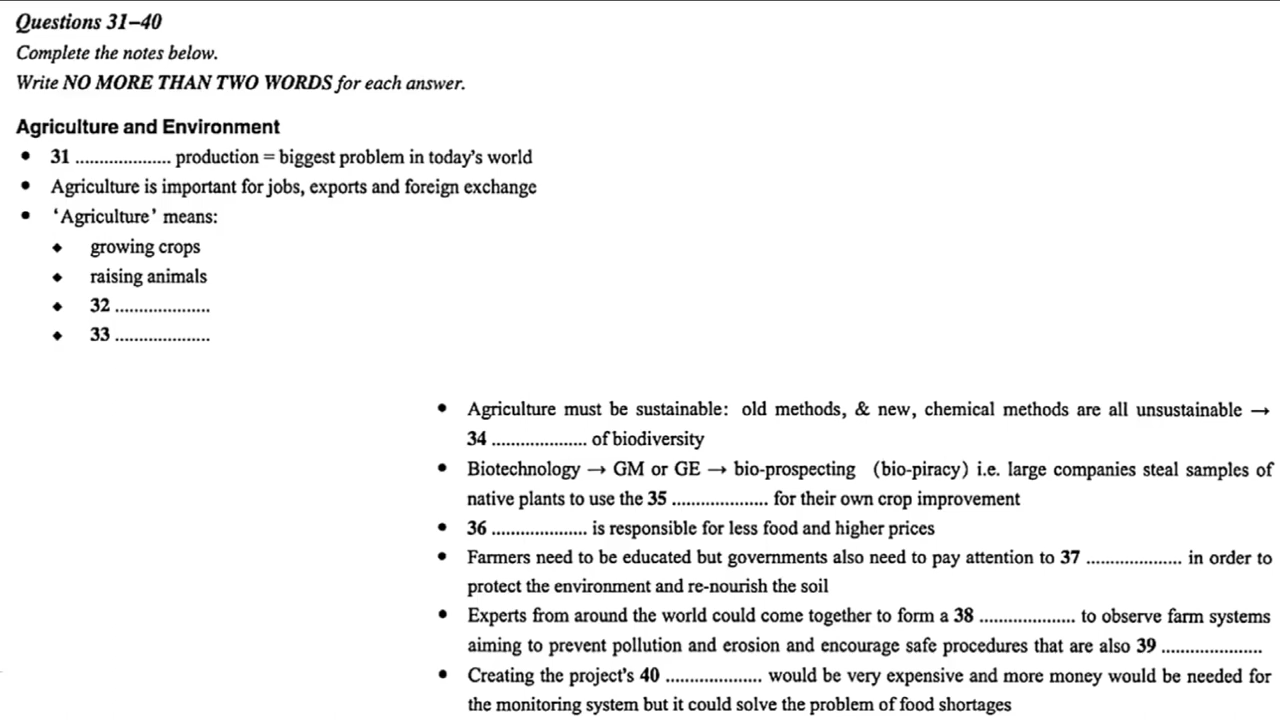 Questions 31–40
Complete the notes below.
Write NO MORE THAN TWO WORDS for each answer.
Agriculture and Environment
• 31 .................... production = biggest problem in today's world
• Agriculture is important for jobs, exports and foreign exchange
• 'Agriculture' means:
◆ growing crops
◆ raising animals
◆ 32 ....................
◆ 33 ....................
• Agriculture must be sustainable: old methods, & new, chemical methods are all unsustainable →
34 .................... of biodiversity
• Biotechnology → GM or GE → bio-prospecting (bio-piracy) i.e. large companies steal samples of
native plants to use the 35 .................... for their own crop improvement
• 36 .................... is responsible for less food and higher prices
• Farmers need to be educated but governments also need to pay attention to 37 .................... in order to
protect the environment and re-nourish the soil
• Experts from around the world could come together to form a 38 .................... to observe farm systems
aiming to prevent pollution and erosion and encourage safe procedures that are also 39 .....................
• Creating the project's 40 .................... would be very expensive and more money would be needed for
the monitoring system but it could solve the problem of food shortages